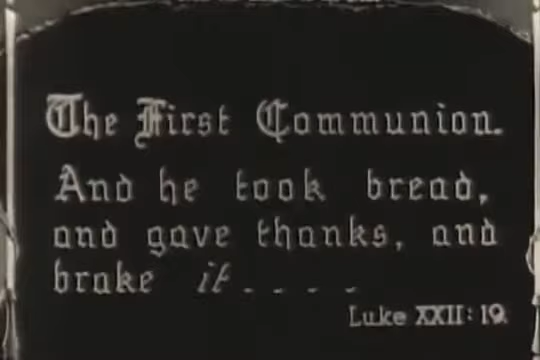 The First Communion.
And he took bread,
and gave thanks, and
brake it....
Luke XXII: 19.